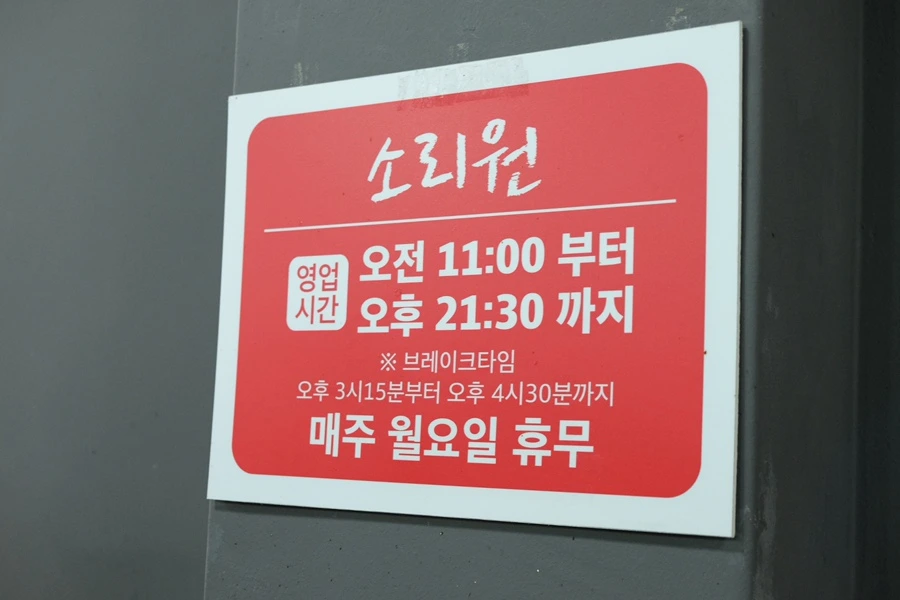 소리원
영업
시간
오전 11:00 부터
오후 21:30 까지
※ 브레이크타임
오후 3시15분부터 오후 4시30분까지
매주 월요일 휴무